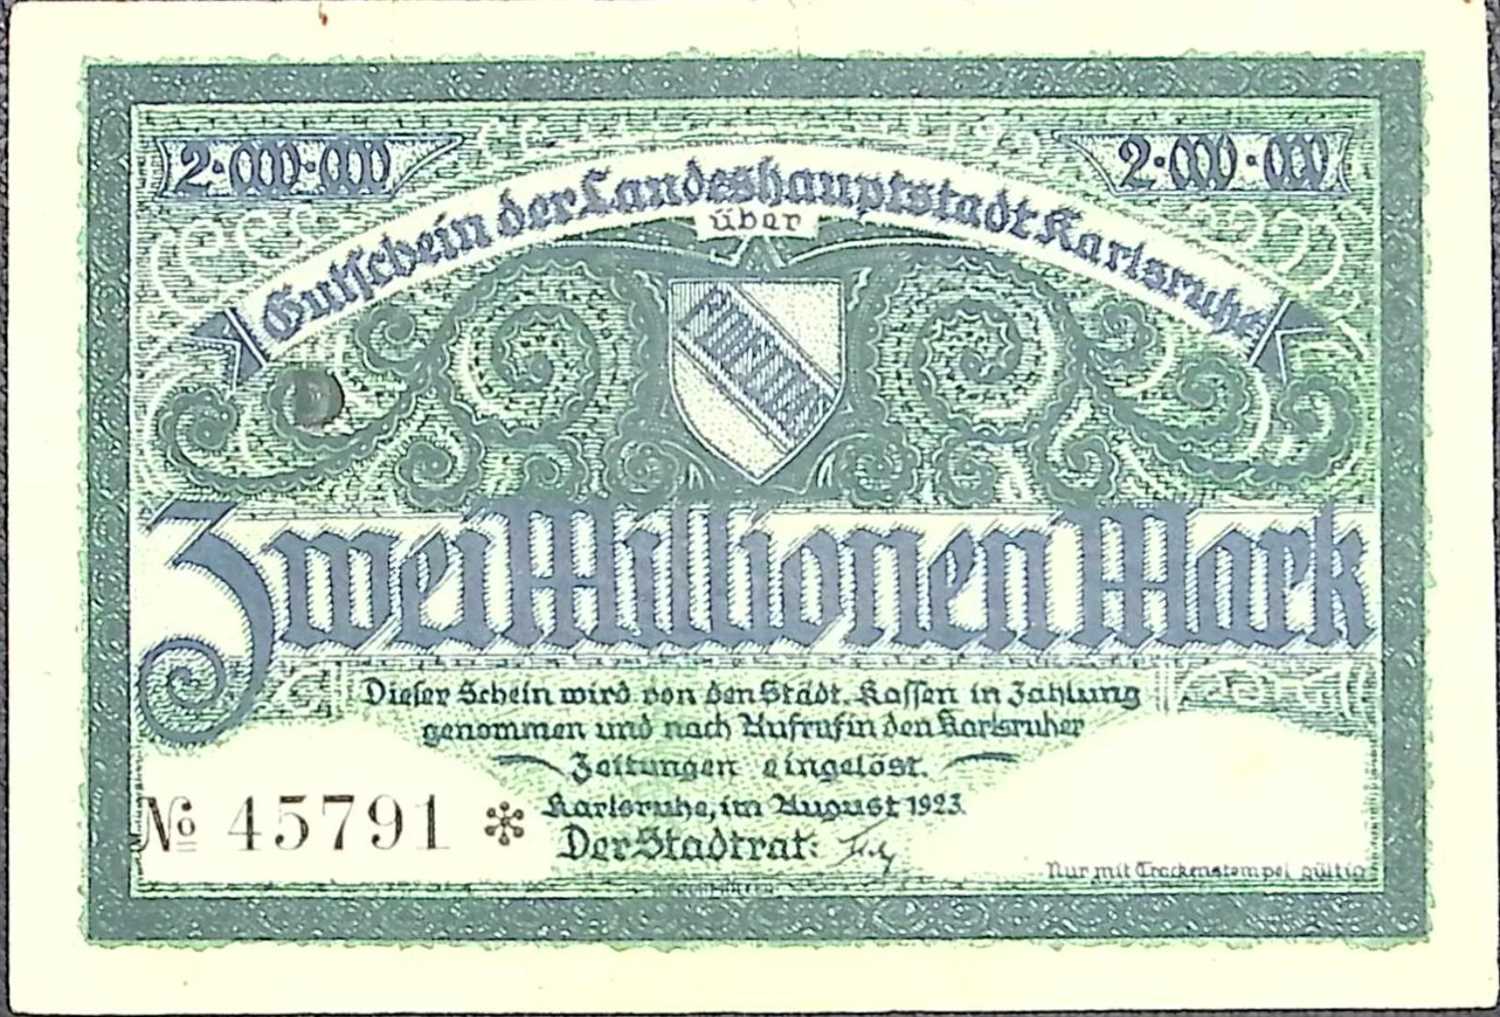 2·000·000
2·000·000
Gutschein der Landeshauptstadt Karlsruhe
über
FIDELITAS
Zwei Millionen Mark
Dieser Schein wird von den Städt. Kassen in Zahlung
genommen und nach Aufruf in den Karlsruher
Zeitungen eingelöst.
Karlsruhe, im August 1923.
Der Stadtrat:
№ 45791 *
Nur mit Trockenstempel gültig